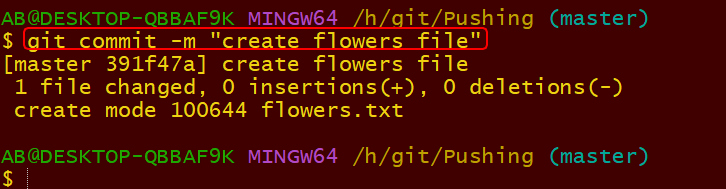 AB@DESKTOP-QBBAF9K MINGW64 /h/git/Pushing (master)
$ git commit -m "create flowers file"
[master 391f47a] create flowers file
 1 file changed, 0 insertions(+), 0 deletions(-)
 create mode 100644 flowers.txt
AB@DESKTOP-QBBAF9K MINGW64 /h/git/Pushing (master)
$